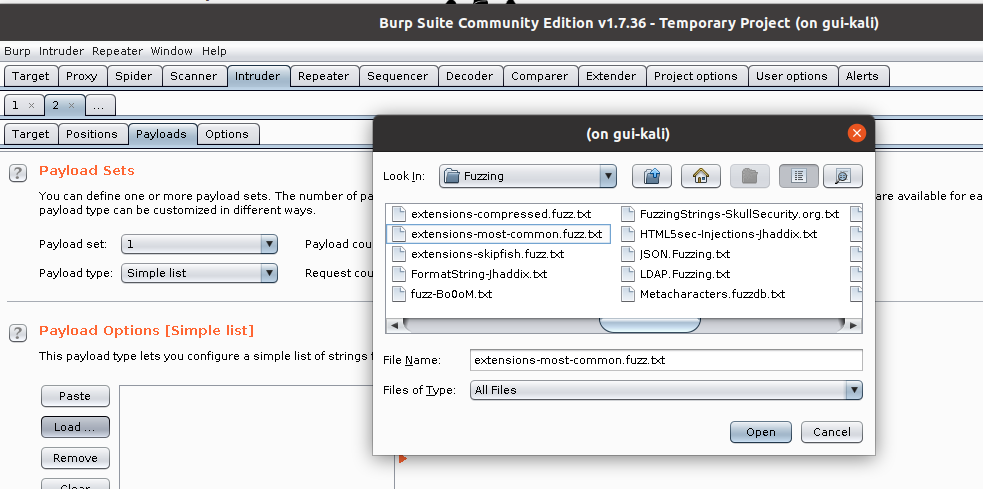 Burp Suite Community Edition v1.7.36 - Temporary Project (on gui-kali)
Burp Intruder Repeater Window Help
Target Proxy Spider Scanner Intruder Repeater Sequencer Decoder Comparer Extender Project options User options Alerts
1 × 2 × ...
Target Positions Payloads Options
? Payload Sets
You can define one or more payload sets. The number of pa
are available for ea
payload type can be customized in different ways.
Payload set: 1 Payload cou
Payload type: Simple list Request cou
? Payload Options [Simple list]
This payload type lets you configure a simple list of strings
Paste
Load ...
Remove
Clear
(on gui-kali)
Look In: Fuzzing
extensions-compressed.fuzz.txt FuzzingStrings-SkullSecurity.org.txt
extensions-most-common.fuzz.txt HTML5sec-Injections-Jhaddix.txt
extensions-skipfish.fuzz.txt JSON.Fuzzing.txt
FormatString-Jhaddix.txt LDAP.Fuzzing.txt
fuzz-Bo0oM.txt Metacharacters.fuzzdb.txt
File Name: extensions-most-common.fuzz.txt
Files of Type: All Files
Open Cancel